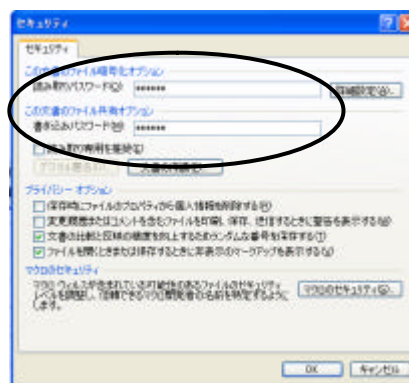 セキュリティ
セキュリティ
この文書のファイル暗号化オプション
読み取りパスワード(O): ******
詳細設定(A)...
この文書のファイル共有オプション
書き込みパスワード(M): ******
読み取り専用を推奨(E)
プライバシー オプション
保存時にファイルのプロパティから個人情報を削除する(R)
変更履歴またはコメントを含むファイルを印刷、保存、送信するときに警告を表示する(W)
文書の比較と反映の精度を向上するためランダムな番号を保存する(T)
ファイルを開くときまたは保存するときに非表示のマークアップを表示する(M)
マクロのセキュリティ
マクロ ウィルスが含まれている可能性のあるファイルのセキュリティ
レベルを調整し、信頼できるマクロ開発者の名前を特定するように
します。
マクロのセキュリティ(S)...
OK
キャンセル